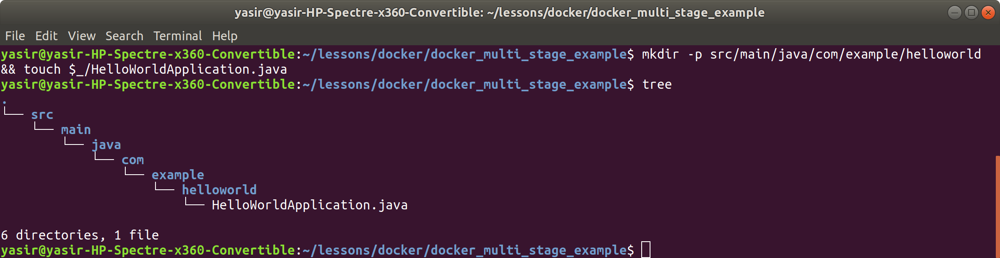 yasir@yasir-HP-Spectre-x360-Convertible: ~/lessons/docker/docker_multi_stage_example
File Edit View Search Terminal Help
yasir@yasir-HP-Spectre-x360-Convertible:~/lessons/docker/docker_multi_stage_example$ mkdir -p src/main/java/com/example/helloworld
&& touch $_/HelloWorldApplication.java
yasir@yasir-HP-Spectre-x360-Convertible:~/lessons/docker/docker_multi_stage_example$ tree
.
└── src
    └── main
        └── java
            └── com
                └── example
                    └── helloworld
                        └── HelloWorldApplication.java
6 directories, 1 file
yasir@yasir-HP-Spectre-x360-Convertible:~/lessons/docker/docker_multi_stage_example$